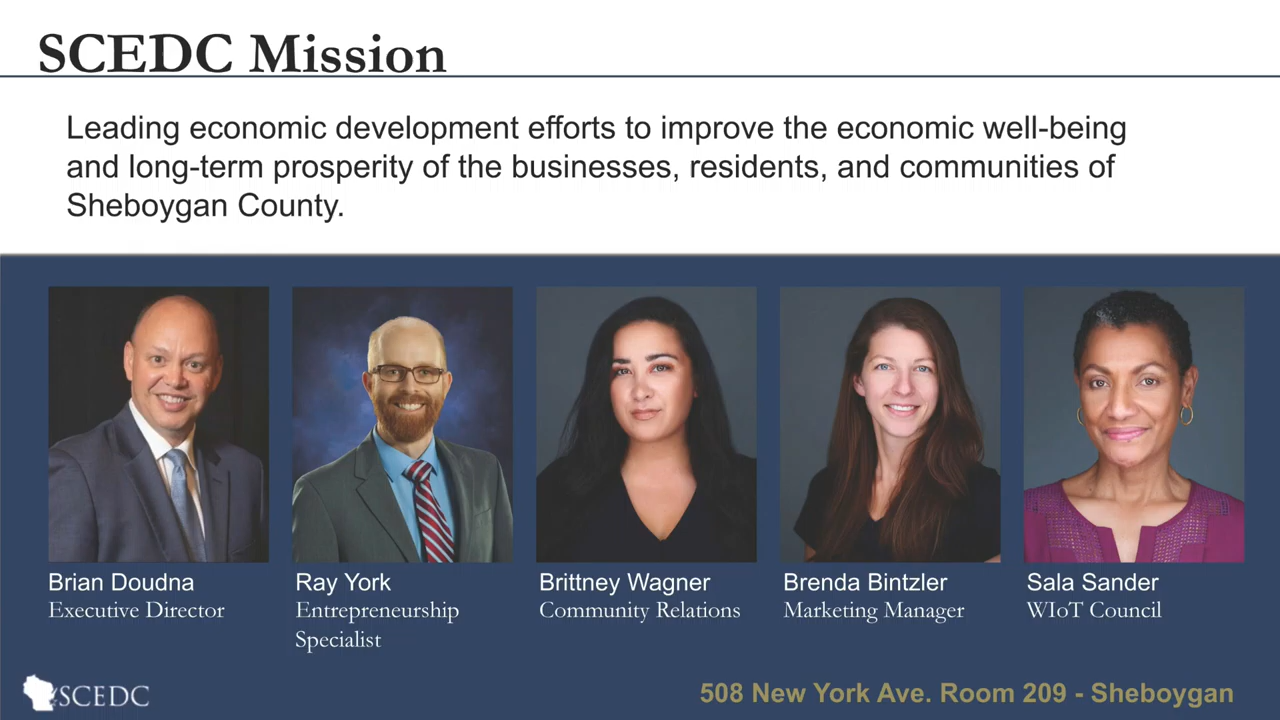 SCEDC Mission
Leading economic development efforts to improve the economic well-being
and long-term prosperity of the businesses, residents, and communities of
Sheboygan County.
Brian Doudna
Executive Director
Ray York
Entrepreneurship
Specialist
Brittney Wagner
Community Relations
Brenda Bintzler
Marketing Manager
Sala Sander
WIoT Council
SCEDC
508 New York Ave. Room 209 - Sheboygan